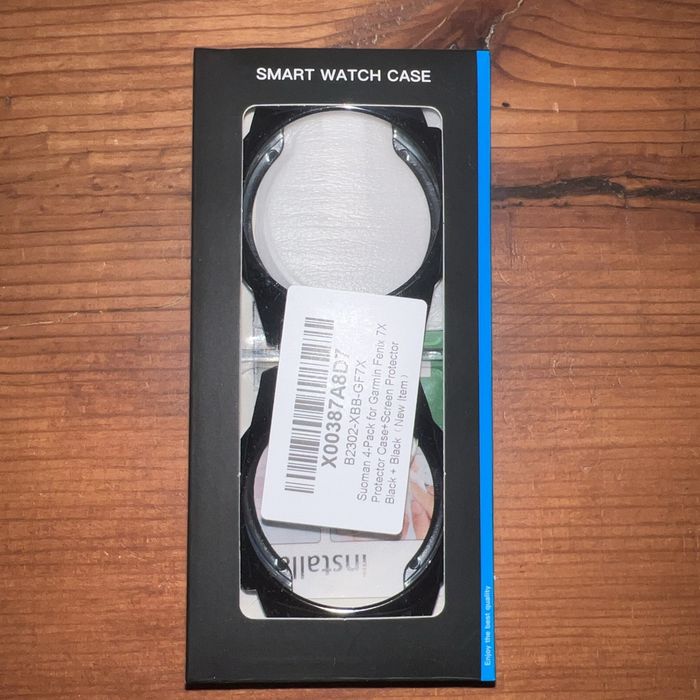 SMART WATCH CASE
X00387A8D7
B2302-XBB-GF7X
Suoman 4-Pack for Garmin Fenix 7X
Protector Case+Screen Protector
Black + Black（New Item）
Installa
Enjoy the best quality